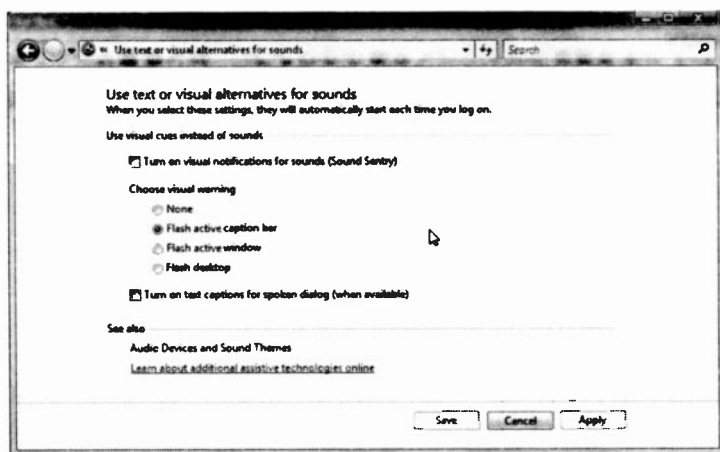 « Use text or visual alternatives for sounds
Search
Use text or visual alternatives for sounds
When you select these settings, they will automatically start each time you log on.
Use visual cues instead of sounds
Turn on visual notifications for sounds (Sound Sentry)
Choose visual warning
None
Flash active caption bar
Flash active window
Flash desktop
Turn on text captions for spoken dialog (when available)
See also
Audio Devices and Sound Themes
Learn about additional assistive technologies online
Save Cancel Apply